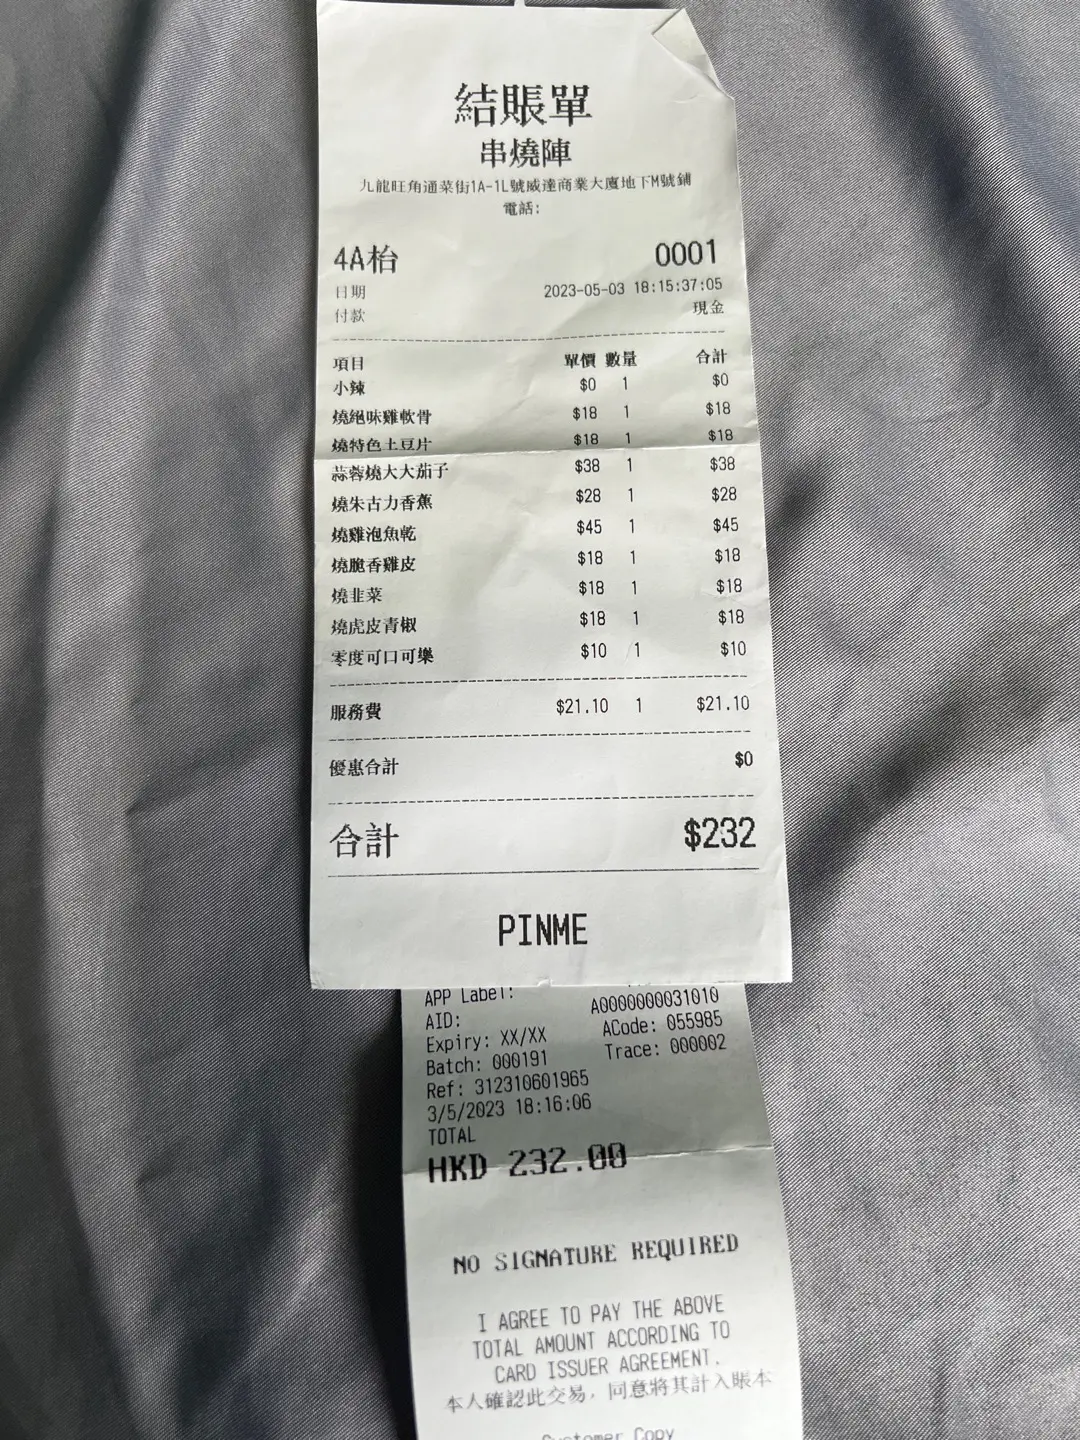 結賬單
串燒陣
九龍旺角通菜街1A-1L號威達商業大廈地下M號鋪
電話:
4A枱 0001
日期 2023-05-03 18:15:37:05
付款 現金
項目 單價 數量 合計
小辣 $0 1 $0
燒絕味雞軟骨 $18 1 $18
燒特色土豆片 $18 1 $18
蒜蓉燒大大茄子 $38 1 $38
燒朱古力香蕉 $28 1 $28
燒雞泡魚乾 $45 1 $45
燒脆香雞皮 $18 1 $18
燒韭菜 $18 1 $18
燒虎皮青椒 $18 1 $18
零度可口可樂 $10 1 $10
服務費 $21.10 1 $21.10
優惠合計 $0
合計 $232
PINME
APP Label:
AID: A0000000031010
Expiry: XX/XX ACode: 055985
Batch: 000191 Trace: 000002
Ref: 312310601965
3/5/2023 18:16:06
TOTAL
HKD 232.00
NO SIGNATURE REQUIRED
I AGREE TO PAY THE ABOVE
TOTAL AMOUNT ACCORDING TO
CARD ISSUER AGREEMENT.
本人確認此交易, 同意將其計入賬本
Customer Copy